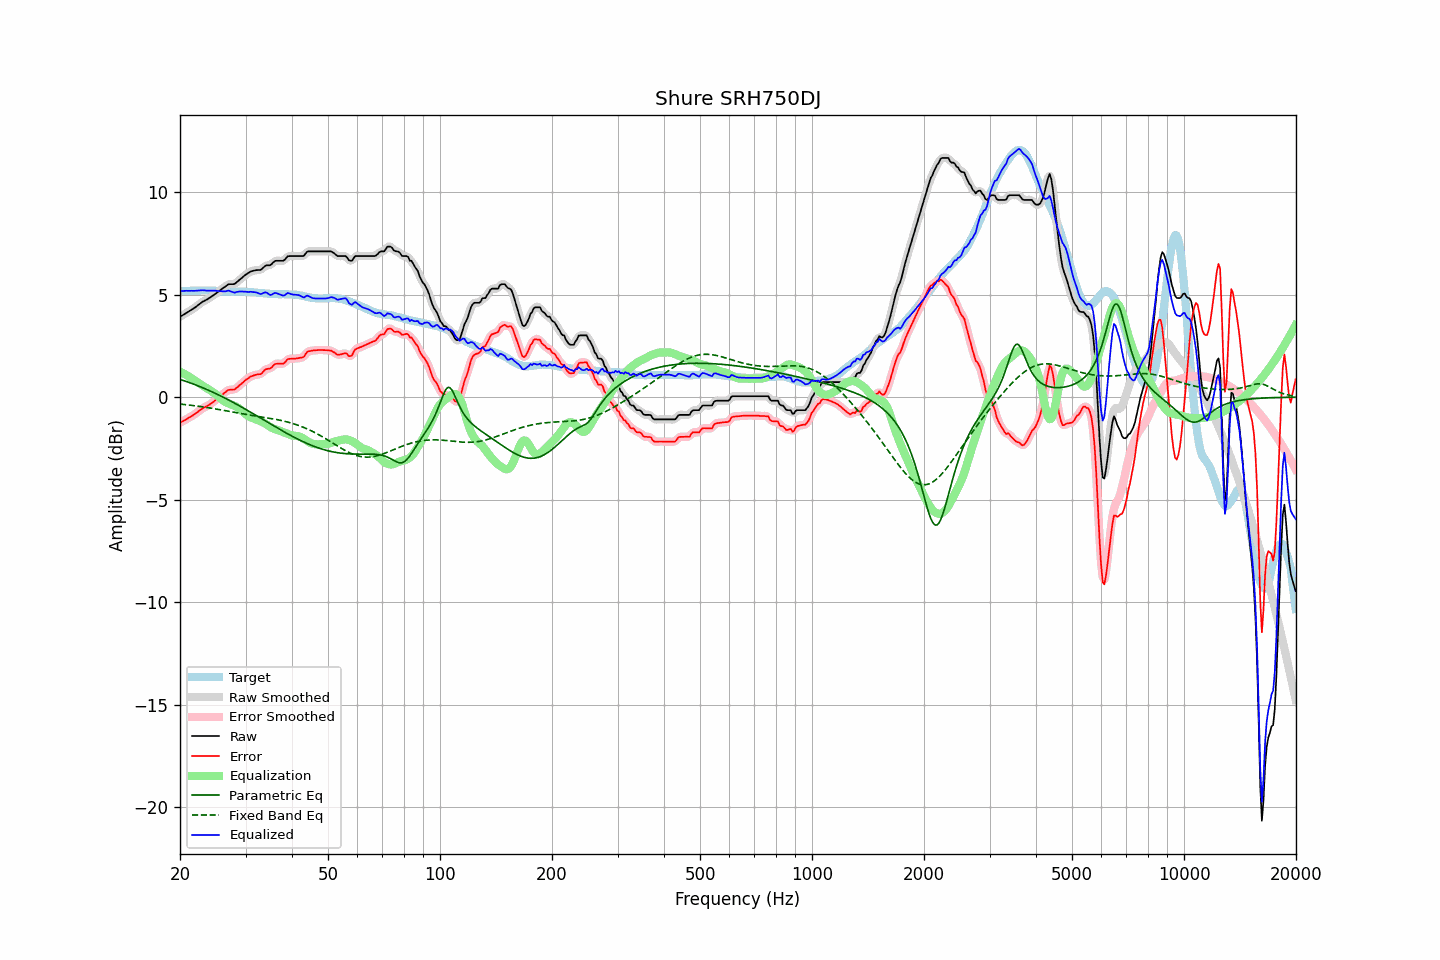 Shure SRH750DJ
Amplitude (dBr)
10
5
0
−5
−10
−15
−20
Target
Raw Smoothed
Error Smoothed
Raw
Error
Equalization
Parametric Eq
Fixed Band Eq
Equalized
20 50 100 200 500 1000 2000 5000 10000 20000
Frequency (Hz)